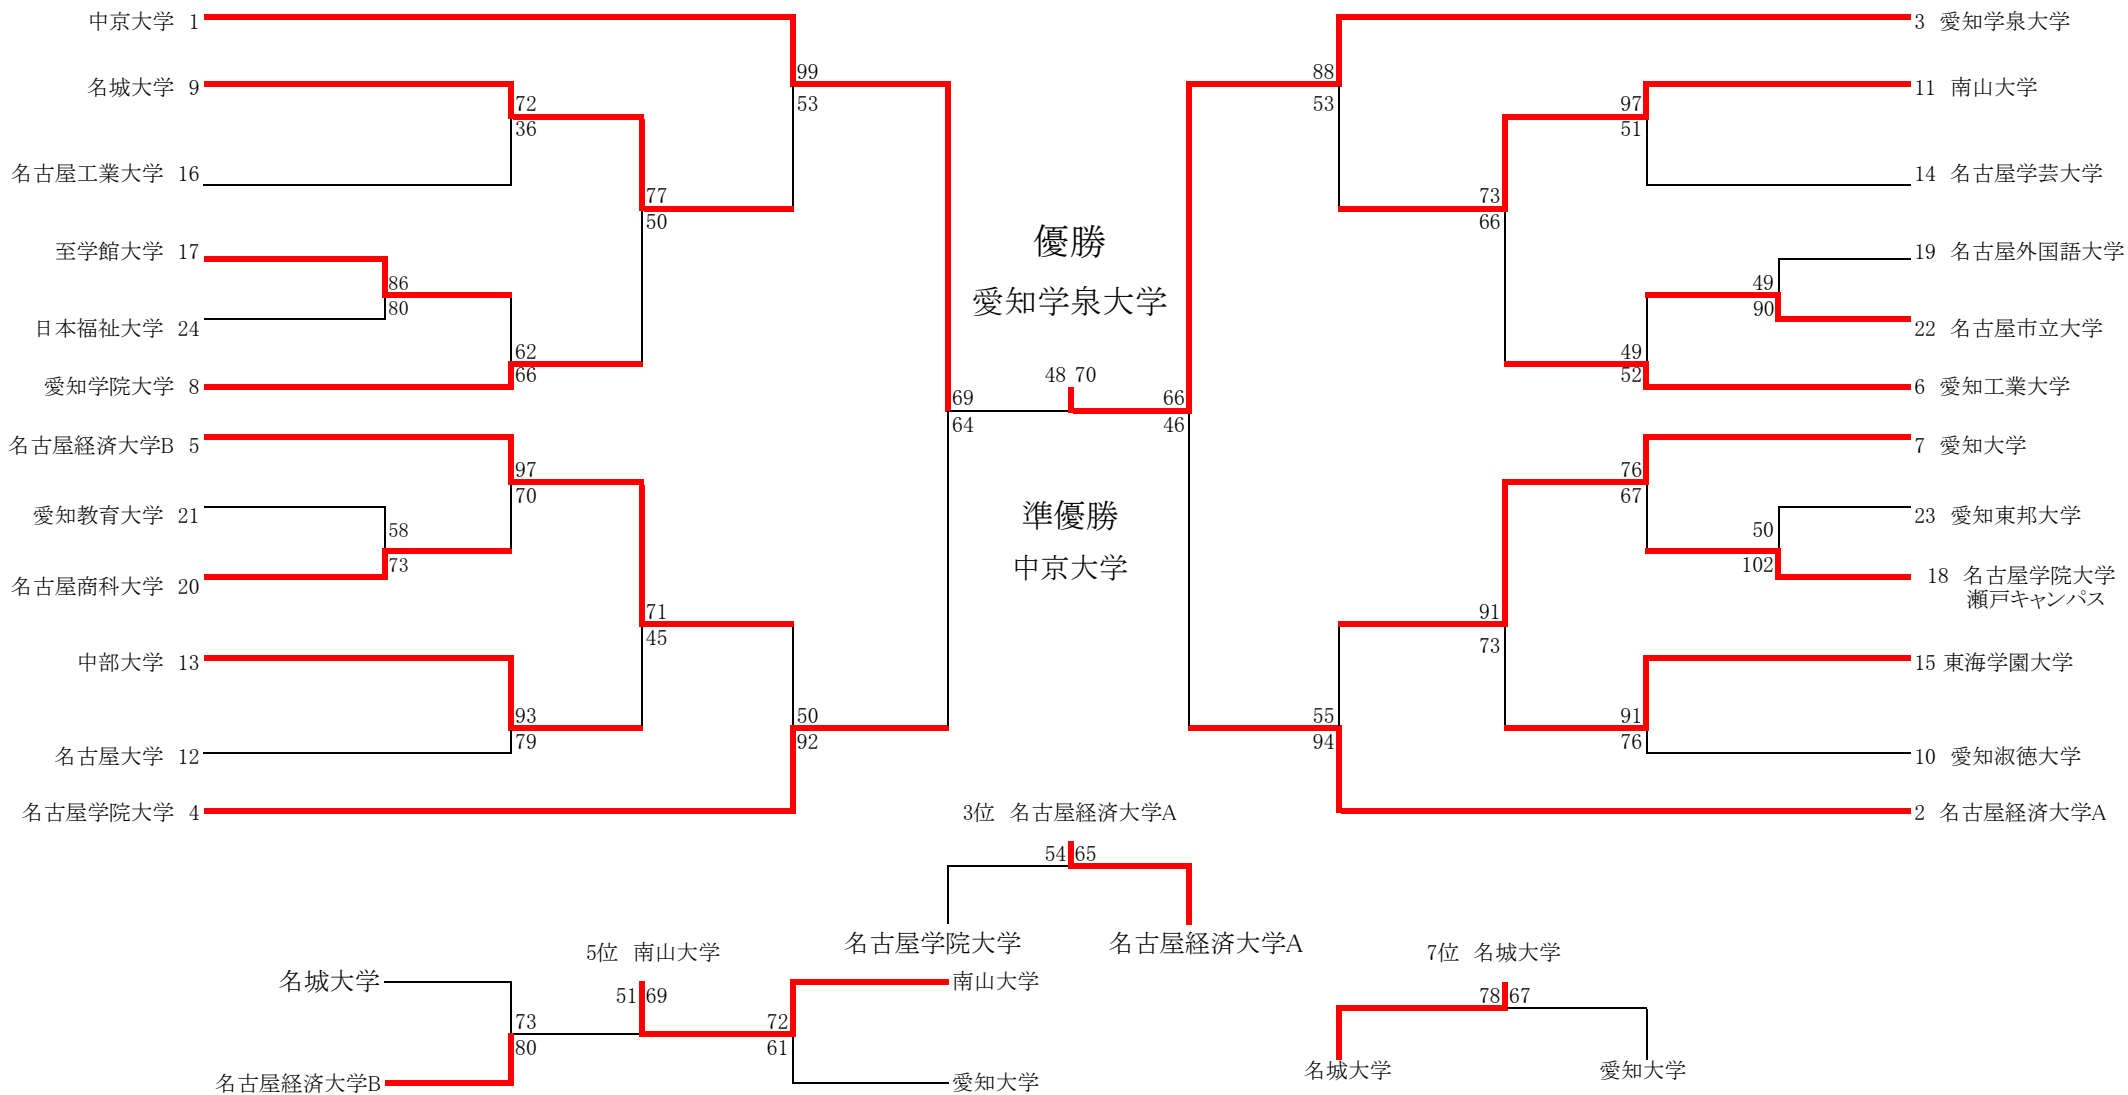 中京大学 1
3 愛知学泉大学
99
88
名城大学 9
11 南山大学
72
53
53
97
36
51
名古屋工業大学 16
14 名古屋学芸大学
77
73
50
66
優勝
至学館大学 17
19 名古屋外国語大学
86
49
愛知学泉大学
80
90
日本福祉大学 24
22 名古屋市立大学
62
49
66
48 70
52
愛知学院大学 8
6 愛知工業大学
69
66
64
46
名古屋経済大学B 5
7 愛知大学
97
76
70
67
愛知教育大学 21
準優勝
23 愛知東邦大学
58
50
73
中京大学
102
名古屋商科大学 20
18 名古屋学院大学
瀬戸キャンパス
71
91
45
73
中部大学 13
15 東海学園大学
93
50
55
91
79
92
94
76
名古屋大学 12
10 愛知淑徳大学
名古屋学院大学 4
3位 名古屋経済大学A
2 名古屋経済大学A
54 65
名古屋学院大学
名古屋経済大学A
5位 南山大学
7位 名城大学
名城大学
南山大学
51 69
78 67
73
72
80
61
名城大学
愛知大学
名古屋経済大学B
愛知大学